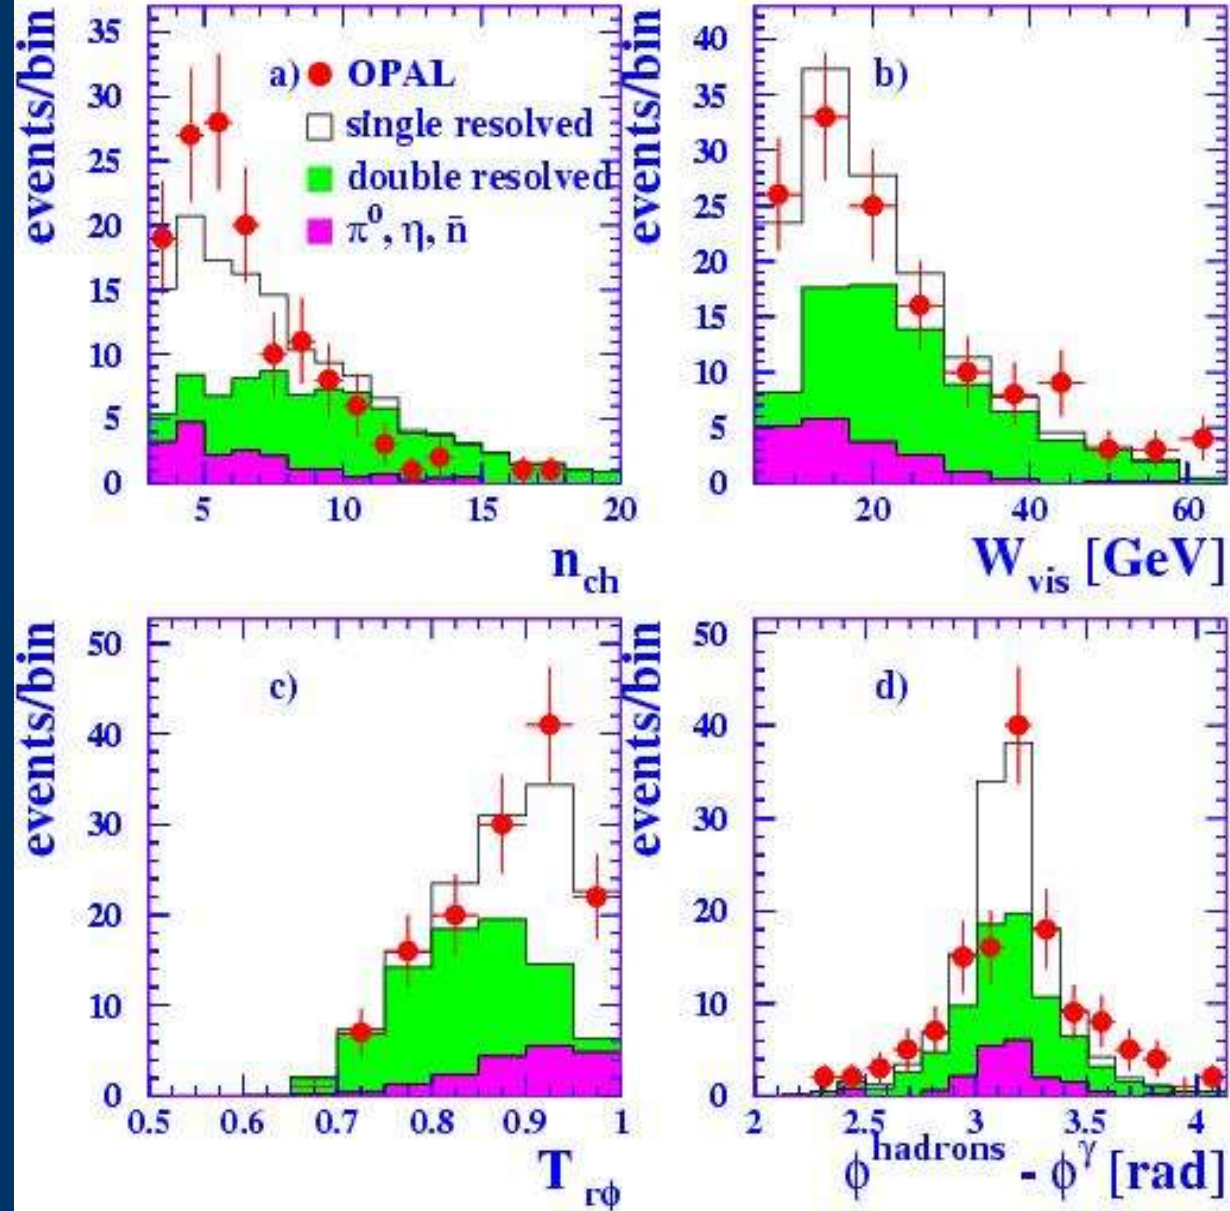 events/bin
35
30
25
20
15
10
5
0
a) OPAL
single resolved
double resolved
π⁰, η, n̄
5 10 15 20
n_ch
events/bin
40
35
30
25
20
15
10
5
0
b)
20 40 60
W_vis [GeV]
events/bin
50
40
30
20
10
0
c)
0.5 0.6 0.7 0.8 0.9 1
T_rϕ
events/bin
50
40
30
20
10
0
d)
2 2.5 3 3.5 4
ϕ^hadrons - ϕ^γ [rad]